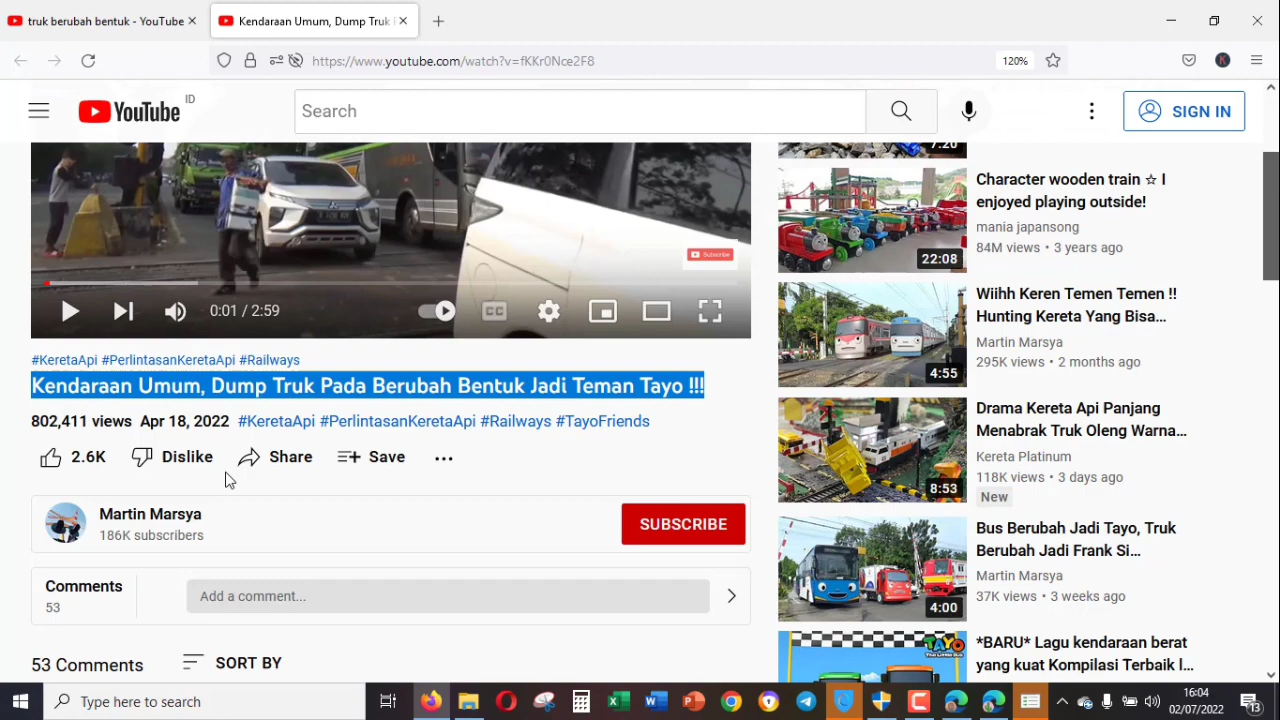 truk berubah bentuk - YouTube
Kendaraan Umum, Dump Truk
https://www.youtube.com/watch?v=fKKr0Nce2F8
120%
YouTube ID
Search
SIGN IN
Subscribe
0:01 / 2:59
CC
#KeretaApi #PerlintasanKeretaApi #Railways
Kendaraan Umum, Dump Truk Pada Berubah Bentuk Jadi Teman Tayo !!!
802,411 views Apr 18, 2022 #KeretaApi #PerlintasanKeretaApi #Railways #TayoFriends
2.6K Dislike Share Save
Martin Marsya
186K subscribers
SUBSCRIBE
Comments
53
Add a comment...
53 Comments SORT BY
7:20
Character wooden train ☆ I
enjoyed playing outside!
mania japansong
84M views • 3 years ago
22:08
Wiihh Keren Temen Temen !!
Hunting Kereta Yang Bisa...
Martin Marsya
295K views • 2 months ago
4:55
Drama Kereta Api Panjang
Menabrak Truk Oleng Warna...
Kereta Platinum
118K views • 3 days ago
New
8:53
Bus Berubah Jadi Tayo, Truk
Berubah Jadi Frank Si...
Martin Marsya
37K views • 3 weeks ago
4:00
*BARU* Lagu kendaraan berat
yang kuat Kompilasi Terbaik I...
TAYO
Type here to search
16:04
02/07/2022
13